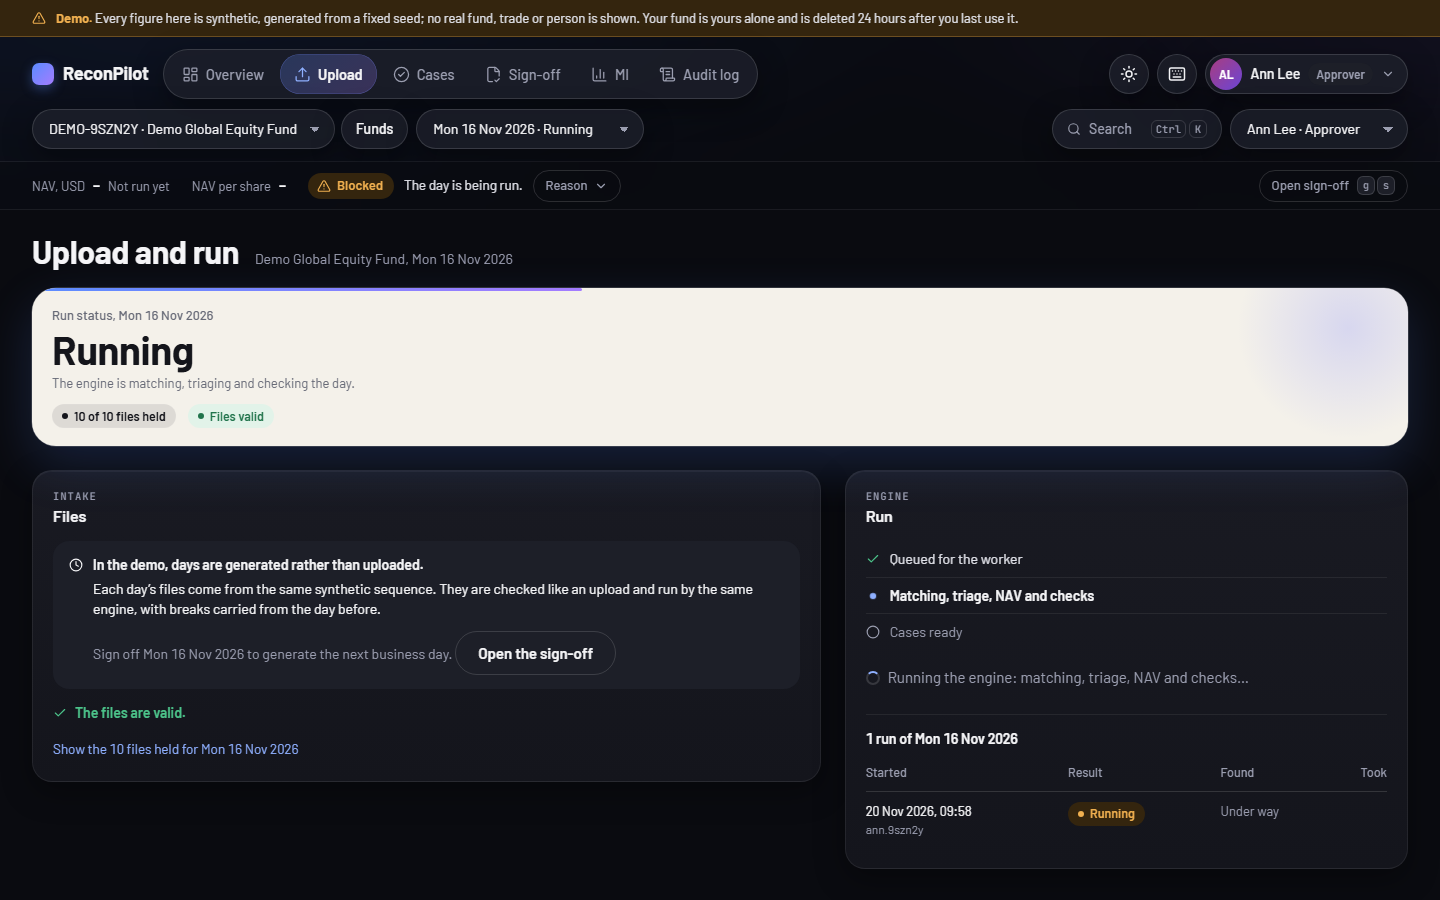 Demo. Every figure here is synthetic, generated from a fixed seed; no real fund, trade or person is shown. Your fund is yours alone and is deleted 24 hours after you last use it.
ReconPilot
Overview
Upload
Cases
Sign-off
MI
Audit log
AL
Ann Lee
Approver
DEMO-9SZN2Y · Demo Global Equity Fund
Funds
Mon 16 Nov 2026 · Running
Search
Ctrl K
Ann Lee · Approver
NAV, USD – Not run yet
NAV per share –
Blocked
The day is being run.
Reason
Open sign-off
g s
Upload and run
Demo Global Equity Fund, Mon 16 Nov 2026
Run status, Mon 16 Nov 2026
Running
The engine is matching, triaging and checking the day.
10 of 10 files held
Files valid
INTAKE
Files
In the demo, days are generated rather than uploaded.
Each day’s files come from the same synthetic sequence. They are checked like an upload and run by the same
engine, with breaks carried from the day before.
Sign off Mon 16 Nov 2026 to generate the next business day.
Open the sign-off
The files are valid.
Show the 10 files held for Mon 16 Nov 2026
ENGINE
Run
Queued for the worker
Matching, triage, NAV and checks
Cases ready
Running the engine: matching, triage, NAV and checks...
1 run of Mon 16 Nov 2026
Started
Result
Found
Took
20 Nov 2026, 09:58
ann.9szn2y
Running
Under way